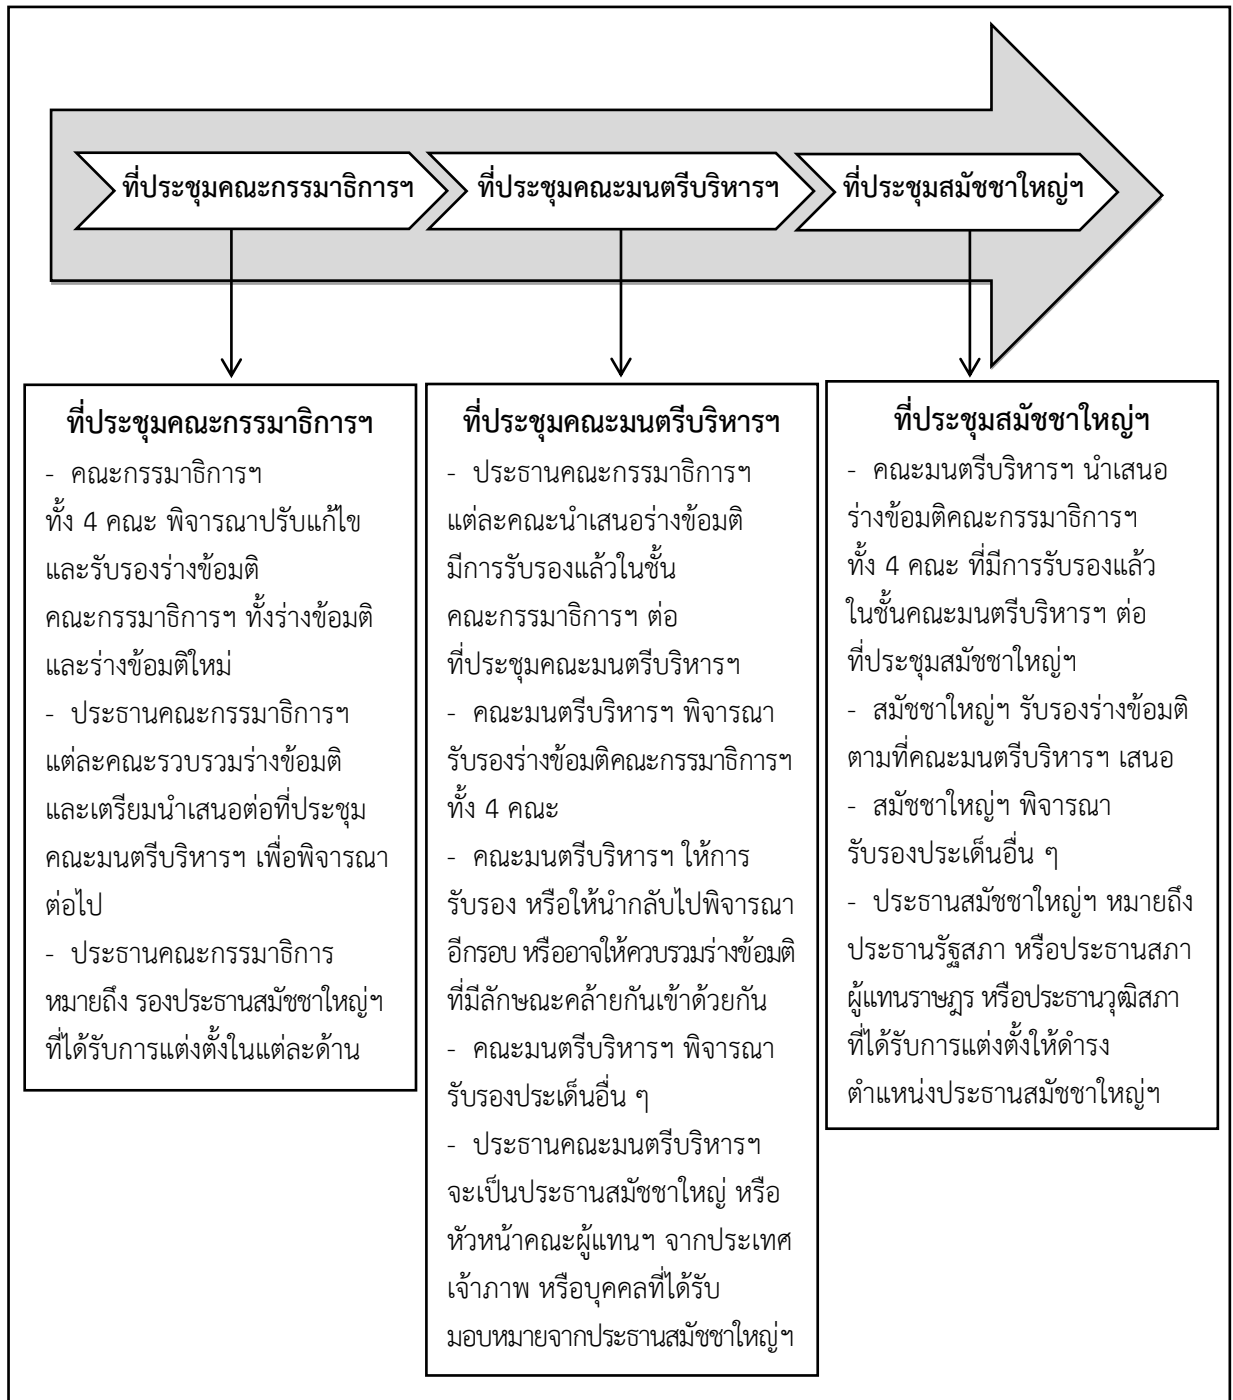 ที่ประชุมคณะกรรมาธิการฯ
ที่ประชุมคณะมนตรีบริหารฯ
ที่ประชุมสมัชชาใหญ่ฯ
ที่ประชุมคณะกรรมาธิการฯ
- คณะกรรมาธิการฯ
ทั้ง 4 คณะ พิจารณาปรับแก้ไข
และรับรองร่างข้อมติ
คณะกรรมาธิการฯ ทั้งร่างข้อมติ
และร่างข้อมติใหม่
- ประธานคณะกรรมาธิการฯ
แต่ละคณะรวบรวมร่างข้อมติ
และเตรียมนำเสนอต่อที่ประชุม
คณะมนตรีบริหารฯ เพื่อพิจารณา
ต่อไป
- ประธานคณะกรรมาธิการ
หมายถึง รองประธานสมัชชาใหญ่ฯ
ที่ได้รับการแต่งตั้งในแต่ละด้าน
ที่ประชุมคณะมนตรีบริหารฯ
- ประธานคณะกรรมาธิการฯ
แต่ละคณะนำเสนอร่างข้อมติ
มีการรับรองแล้วในชั้น
คณะกรรมาธิการฯ ต่อ
ที่ประชุมคณะมนตรีบริหารฯ
- คณะมนตรีบริหารฯ พิจารณา
รับรองร่างข้อมติคณะกรรมาธิการฯ
ทั้ง 4 คณะ
- คณะมนตรีบริหารฯ ให้การ
รับรอง หรือให้นำกลับไปพิจารณา
อีกรอบ หรืออาจให้ควบรวมร่างข้อมติ
ที่มีลักษณะคล้ายกันเข้าด้วยกัน
- คณะมนตรีบริหารฯ พิจารณา
รับรองประเด็นอื่น ๆ
- ประธานคณะมนตรีบริหารฯ
จะเป็นประธานสมัชชาใหญ่ หรือ
หัวหน้าคณะผู้แทนฯ จากประเทศ
เจ้าภาพ หรือบุคคลที่ได้รับ
มอบหมายจากประธานสมัชชาใหญ่ฯ
ที่ประชุมสมัชชาใหญ่ฯ
- คณะมนตรีบริหารฯ นำเสนอ
ร่างข้อมติคณะกรรมาธิการฯ
ทั้ง 4 คณะ ที่มีการรับรองแล้ว
ในชั้นคณะมนตรีบริหารฯ ต่อ
ที่ประชุมสมัชชาใหญ่ฯ
- สมัชชาใหญ่ฯ รับรองร่างข้อมติ
ตามที่คณะมนตรีบริหารฯ เสนอ
- สมัชชาใหญ่ฯ พิจารณา
รับรองประเด็นอื่น ๆ
- ประธานสมัชชาใหญ่ฯ หมายถึง
ประธานรัฐสภา หรือประธานสภา
ผู้แทนราษฎร หรือประธานวุฒิสภา
ที่ได้รับการแต่งตั้งให้ดำรง
ตำแหน่งประธานสมัชชาใหญ่ฯ